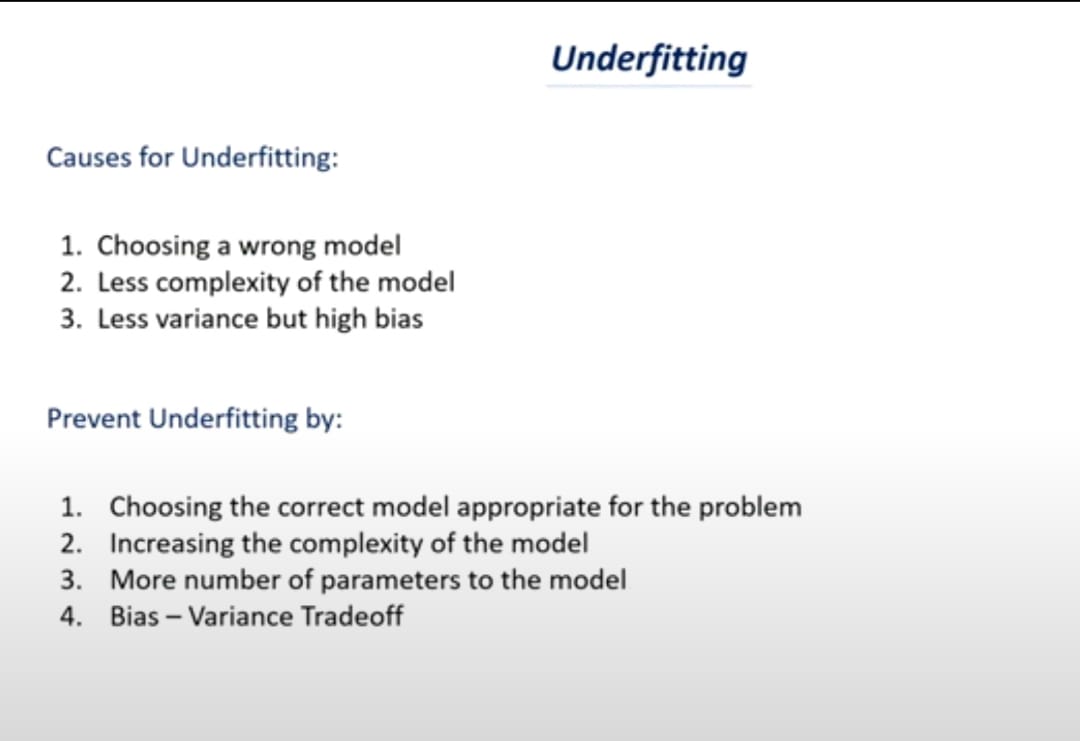 Underfitting
Causes for Underfitting:
1. Choosing a wrong model
2. Less complexity of the model
3. Less variance but high bias
Prevent Underfitting by:
1. Choosing the correct model appropriate for the problem
2. Increasing the complexity of the model
3. More number of parameters to the model
4. Bias – Variance Tradeoff